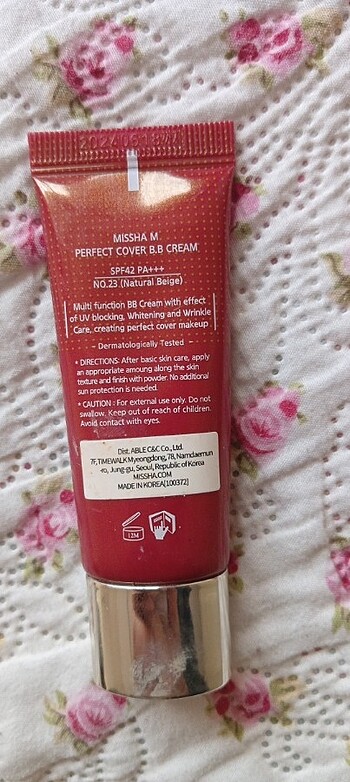 MISSHA M
PERFECT COVER B.B CREAM
SPF42 PA+++
NO.23 (Natural Beige)
Multi function BB Cream with effect
of UV blocking, Whitening and Wrinkle
Care, creating perfect cover makeup
- Dermatologically Tested -
• DIRECTIONS: After basic skin care, apply
an appropriate amoung along the skin
texture and finish with powder. No additional
sun protection is needed.
• CAUTION : For external use only. Do not
swallow. Keep out of reach of children.
Avoid contact with eyes.
Dist. ABLE C&C Co., Ltd.
7F, TIMEWALK Myeongdong, 78, Namdaemun
-ro, Jung-gu, Seoul, Republic of Korea
MISSHA.COM
MADE IN KOREA[100372]
12M